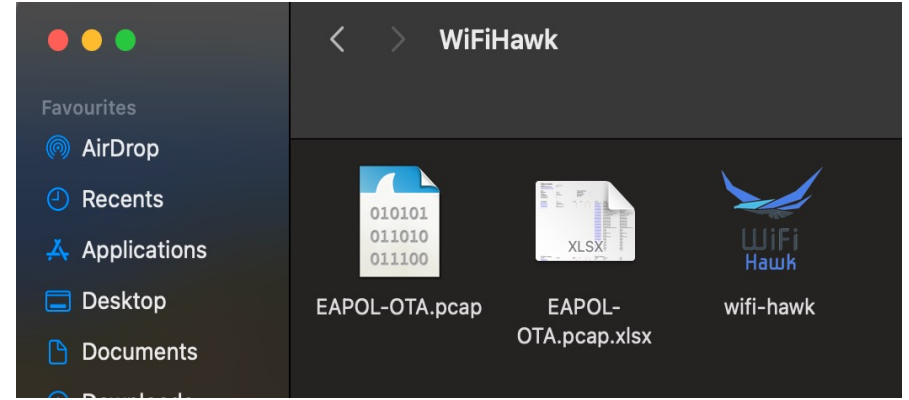 WiFiHawk
Favourites
AirDrop
Recents
Applications
Desktop
Documents
Downloads
010101
011010
011100
EAPOL-OTA.pcap
XLSX
EAPOL-
OTA.pcap.xlsx
WiFi
Hawk
wifi-hawk